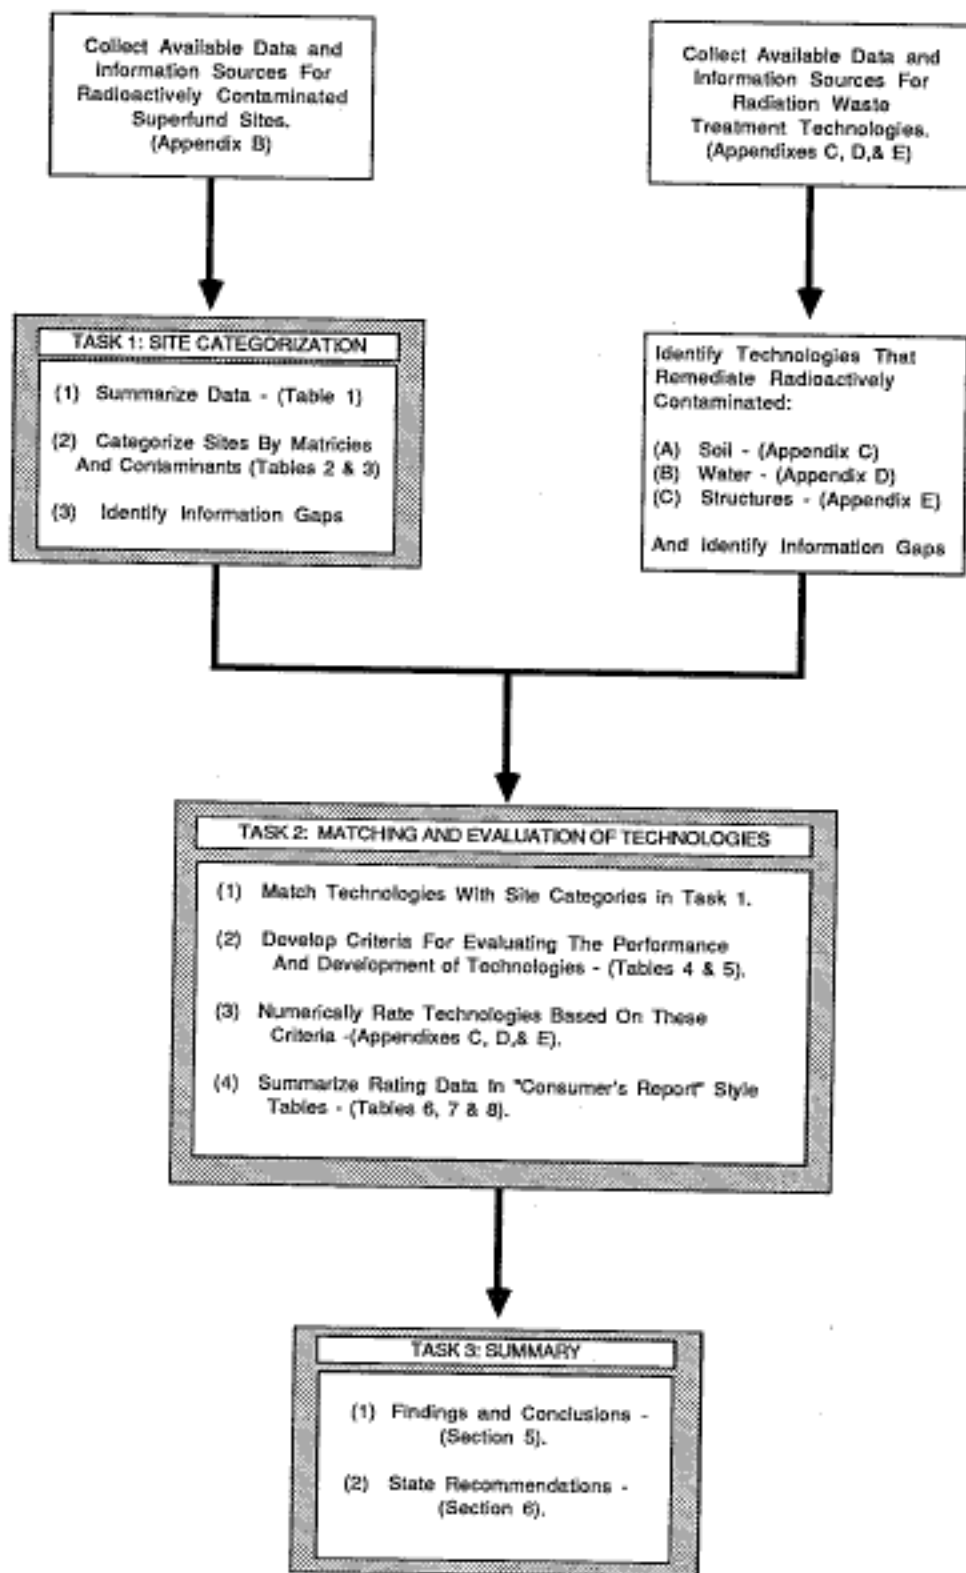 Collect Available Data and
Information Sources For
Radioactively Contaminated
Superfund Sites.
(Appendix B)
Collect Available Data and
Information Sources For
Radiation Waste
Treatment Technologies.
(Appendixes C, D,& E)
TASK 1: SITE CATEGORIZATION
(1) Summarize Data - (Table 1)
(2) Categorize Sites By Matricies
And Contaminants (Tables 2 & 3)
(3) Identify Information Gaps
Identify Technologies That
Remediate Radioactively
Contaminated:
(A) Soil - (Appendix C)
(B) Water - (Appendix D)
(C) Structures - (Appendix E)
And Identify Information Gaps
TASK 2: MATCHING AND EVALUATION OF TECHNOLOGIES
(1) Match Technologies With Site Categories in Task 1.
(2) Develop Criteria For Evaluating The Performance
And Development of Technologies - (Tables 4 & 5).
(3) Numerically Rate Technologies Based On These
Criteria -(Appendixes C, D,& E).
(4) Summarize Rating Data In "Consumer's Report" Style
Tables - (Tables 6, 7 & 8).
TASK 3: SUMMARY
(1) Findings and Conclusions -
(Section 5).
(2) State Recommendations -
(Section 6).